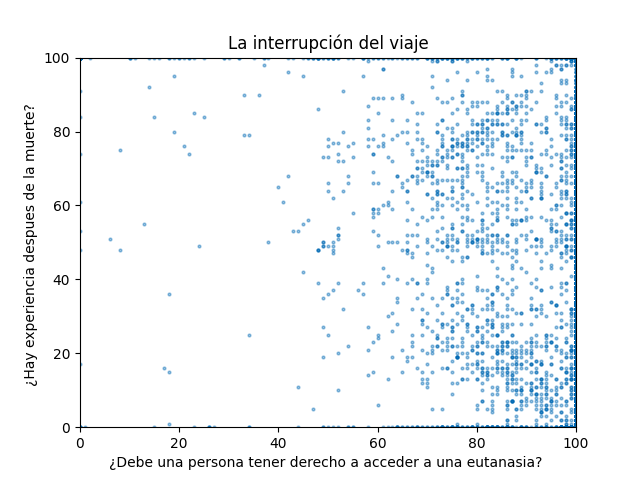 La interrupción del viaje
¿Hay experiencia despues de la muerte?
100
80
60
40
20
0
0 20 40 60 80 100
¿Debe una persona tener derecho a acceder a una eutanasia?